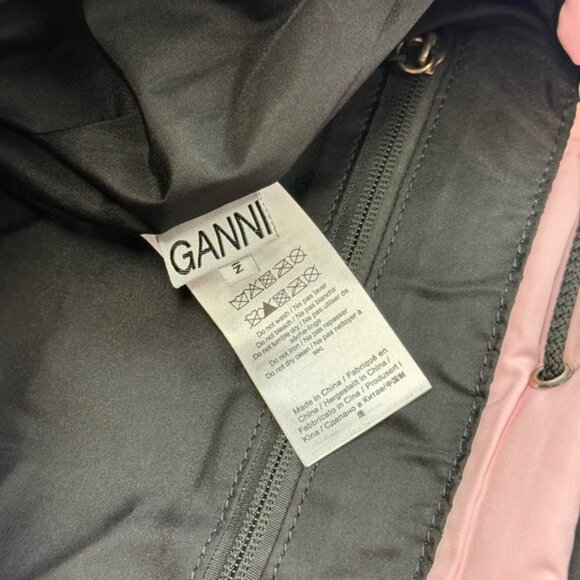 GANNI
Do not wash / Ne pas laver
Do not bleach / Ne pas blanchir
Do not tumble dry / Ne pas utiliser de
sèche-linge
Do not iron / Ne pas repasser
Do not dry clean / Ne pas nettoyer à
sec
Made in China / Fabriqué en
Chine / Hergestellt in China /
Fabbricato in Cina / Produsert i
Kina / Сделано в Китае/中国制
造